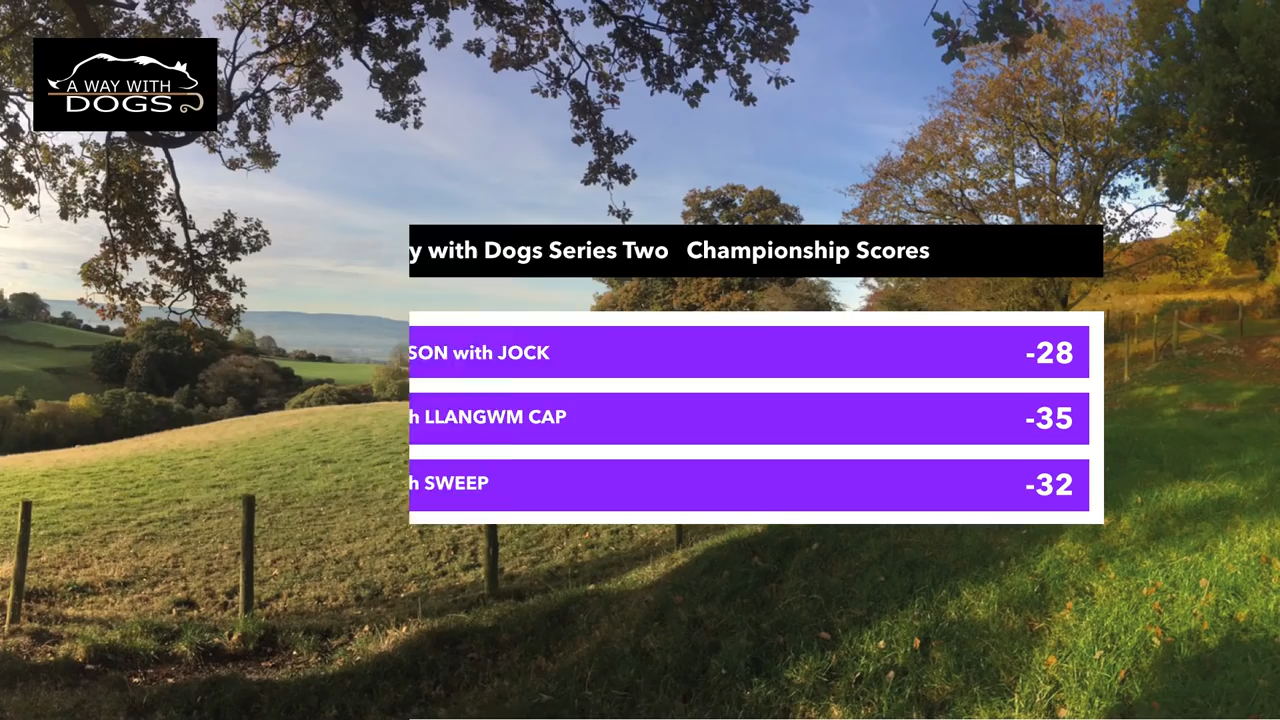 A WAY WITH
DOGS
y with Dogs Series Two Championship Scores
SON with JOCK -28
h LLANGWM CAP -35
h SWEEP -32